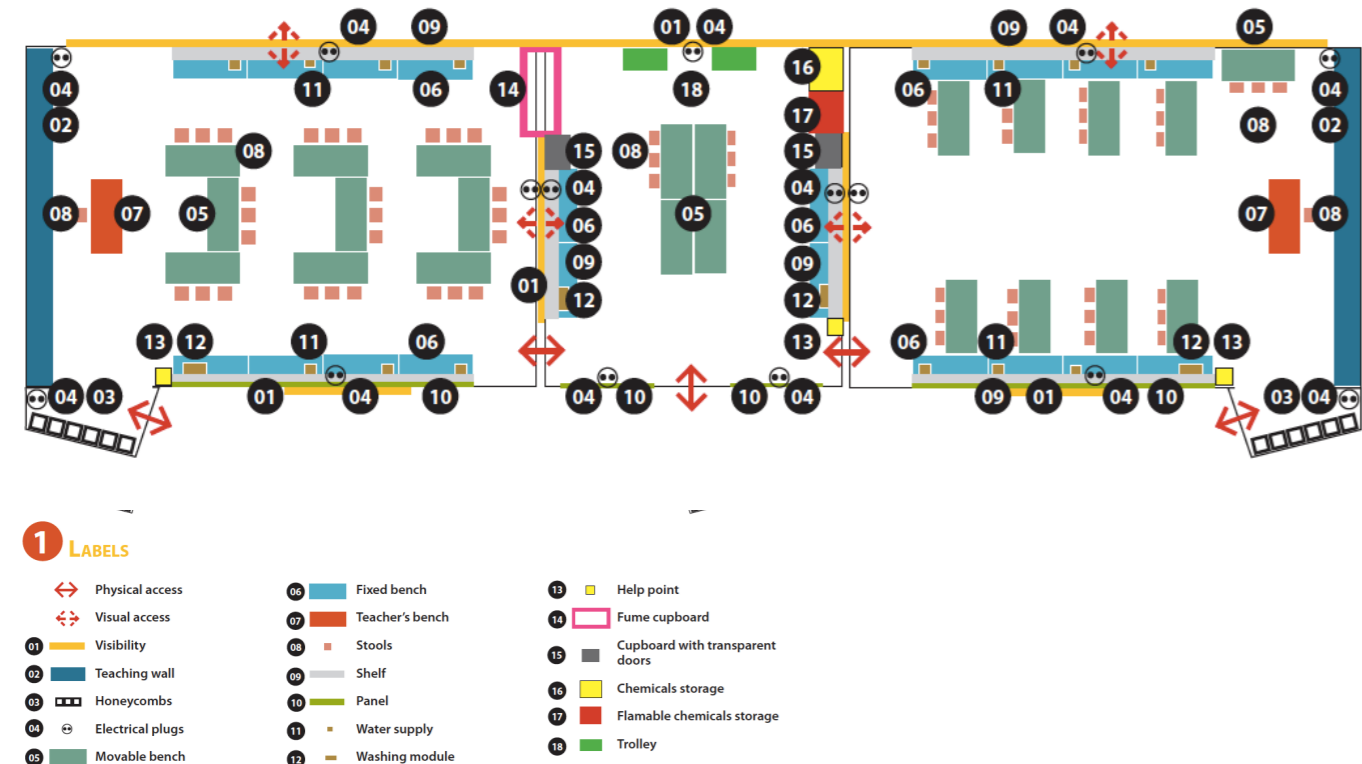 04 09 01 04 09 04 05
16
04 11 06 14 18 06 11 04
17
02 08 02
08 15 08 15
04 04
08 07 05 05 07 08
06 06
09 09
01
12 12
13 12 11 06 13 06 11 12 13
04 03 01 04 10 04 10 10 04 09 01 04 10 03 04
1 LABELS
Physical access
Visual access
01 Visibility
02 Teaching wall
03 Honeycombs
04 Electrical plugs
05 Movable bench
06 Fixed bench
07 Teacher's bench
08 Stools
09 Shelf
10 Panel
11 Water supply
12 Washing module
13 Help point
14 Fume cupboard
15 Cupboard with transparent
doors
16 Chemicals storage
17 Flamable chemicals storage
18 Trolley